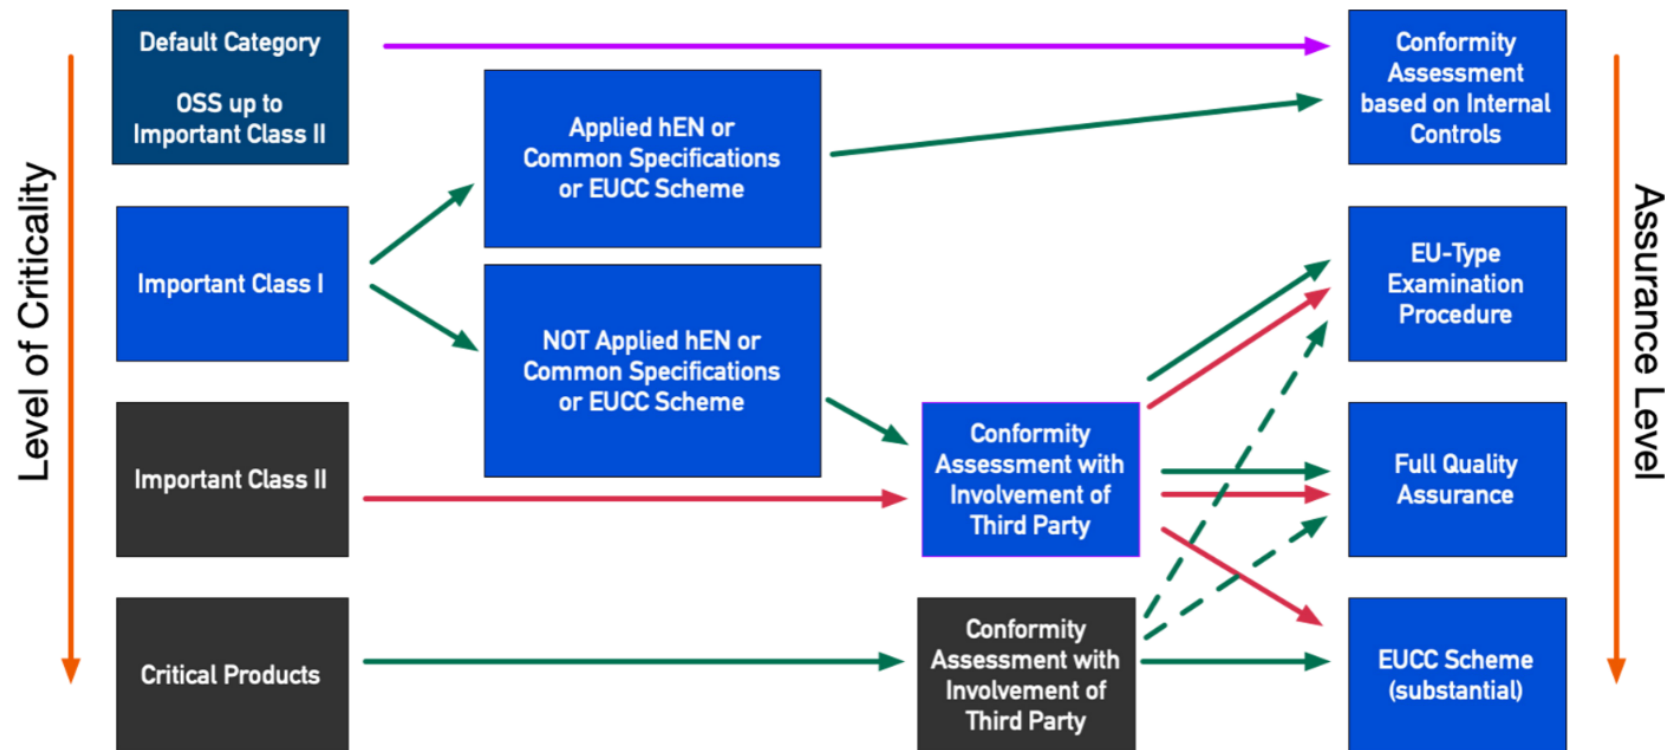 Level of Criticality
Default Category
OSS up to
Important Class II
Important Class I
Important Class II
Critical Products
Applied hEN or
Common Specifications
or EUCC Scheme
NOT Applied hEN or
Common Specifications
or EUCC Scheme
Conformity
Assessment with
Involvement of
Third Party
Conformity
Assessment with
Involvement of
Third Party
Conformity
Assessment
based on Internal
Controls
EU-Type
Examination
Procedure
Full Quality
Assurance
EUCC Scheme
(substantial)
Assurance Level